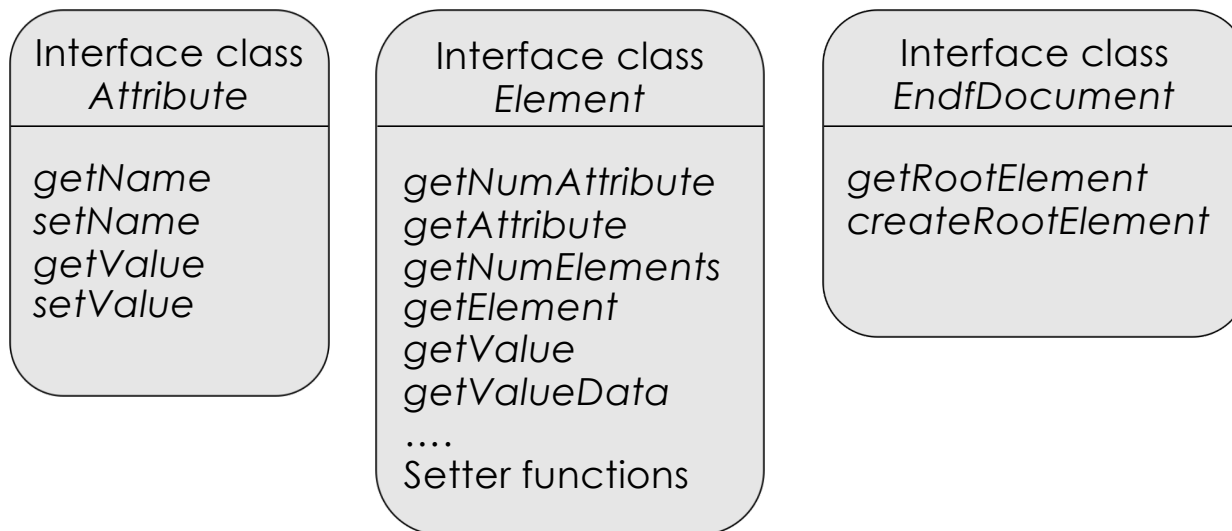 Interface class
Attribute
getName
setName
getValue
setValue
Interface class
Element
getNumAttribute
getAttribute
getNumElements
getElement
getValue
getValueData
....
Setter functions
Interface class
EndfDocument
getRootElement
createRootElement